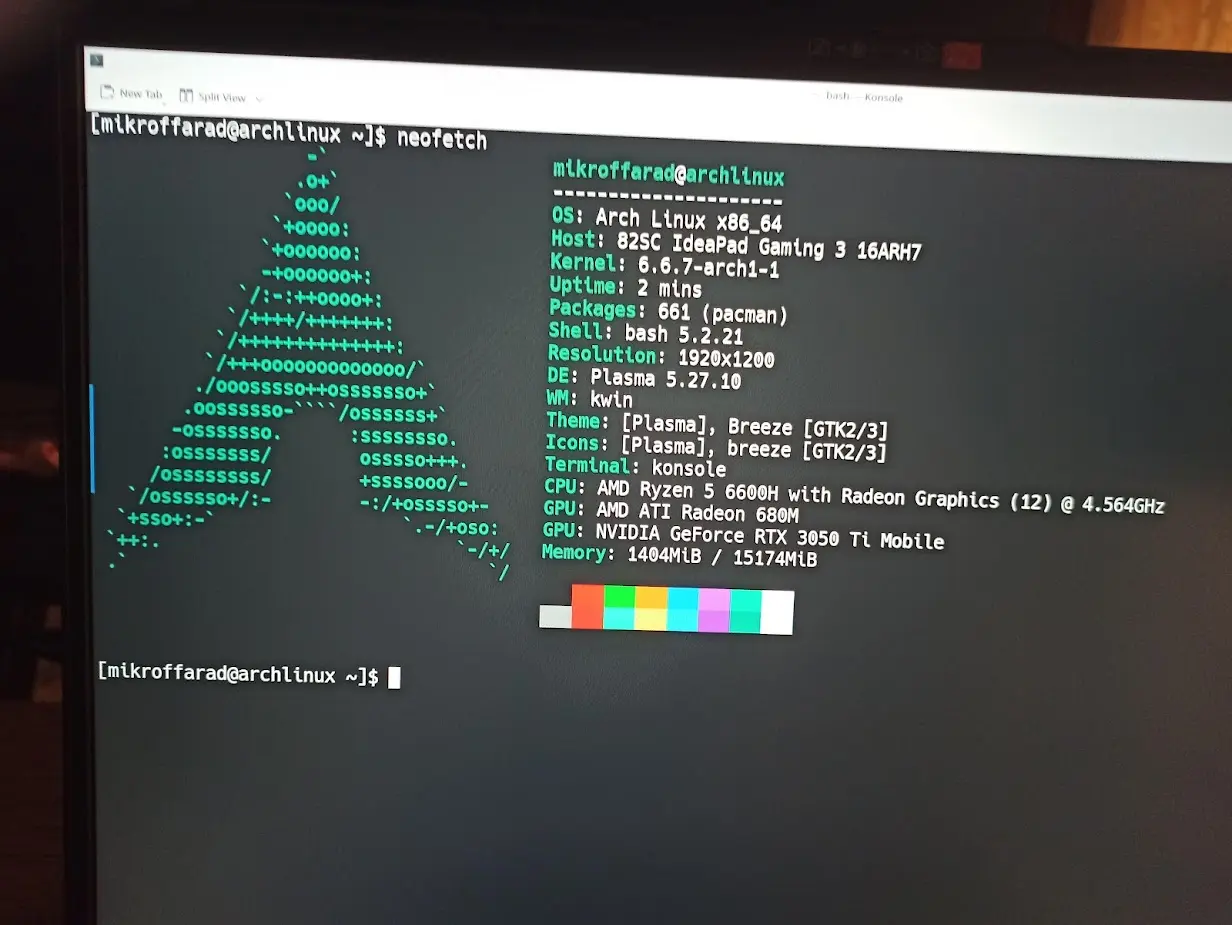 New Tab Split View
bash — Konsole
[mikroffarad@archlinux ~]$ neofetch
-`
.o+`
`ooo/
`+oooo:
`+oooooo:
-+oooooo+:
`/:-:++oooo+:
`/++++/+++++++:
`/++++++++++++++:
`/+++ooooooooooooo/`
./ooosssso++osssssso+`
.oossssso-````/ossssss+`
-osssssso. :ssssssso.
:osssssss/ osssso+++.
/ossssssss/ +ssssooo/-
`/ossssso+/:- -:/+osssso+-
`+sso+:-` `.-/+oso:
`++:. `-/+/
.` `/
mikroffarad@archlinux
---------------------
OS: Arch Linux x86_64
Host: 82SC IdeaPad Gaming 3 16ARH7
Kernel: 6.6.7-arch1-1
Uptime: 2 mins
Packages: 661 (pacman)
Shell: bash 5.2.21
Resolution: 1920x1200
DE: Plasma 5.27.10
WM: kwin
Theme: [Plasma], Breeze [GTK2/3]
Icons: [Plasma], breeze [GTK2/3]
Terminal: konsole
CPU: AMD Ryzen 5 6600H with Radeon Graphics (12) @ 4.564GHz
GPU: AMD ATI Radeon 680M
GPU: NVIDIA GeForce RTX 3050 Ti Mobile
Memory: 1404MiB / 15174MiB
[mikroffarad@archlinux ~]$